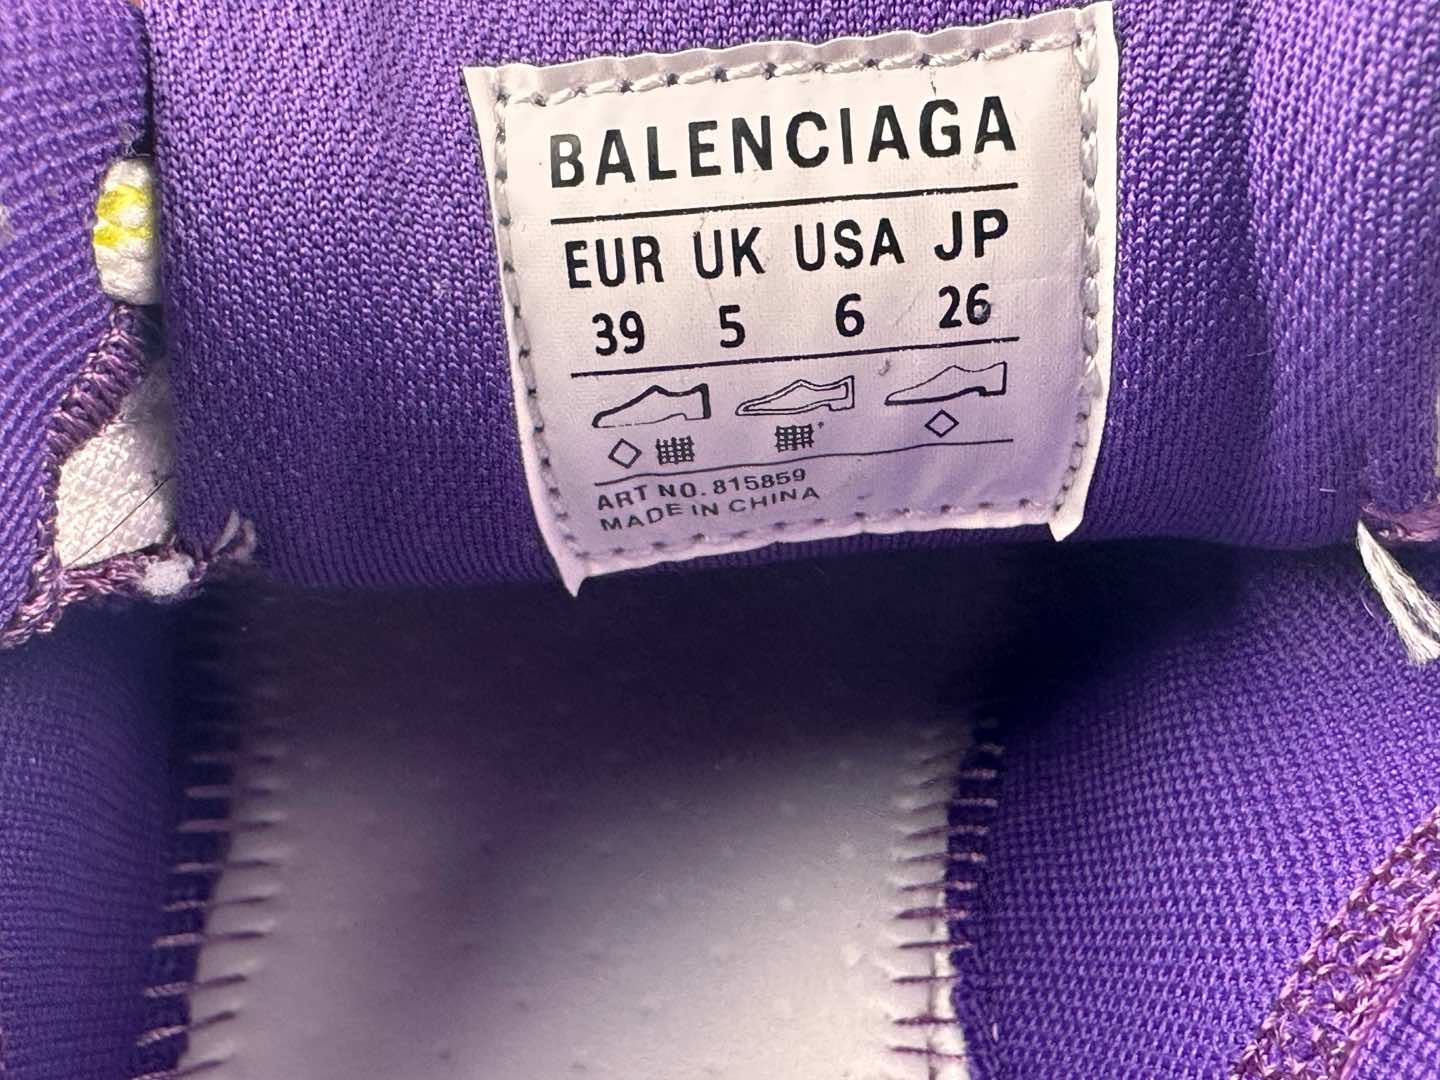 BALENCIAGA
EUR UK USA JP
39 5 6 26
ART NO. 815859
MADE IN CHINA